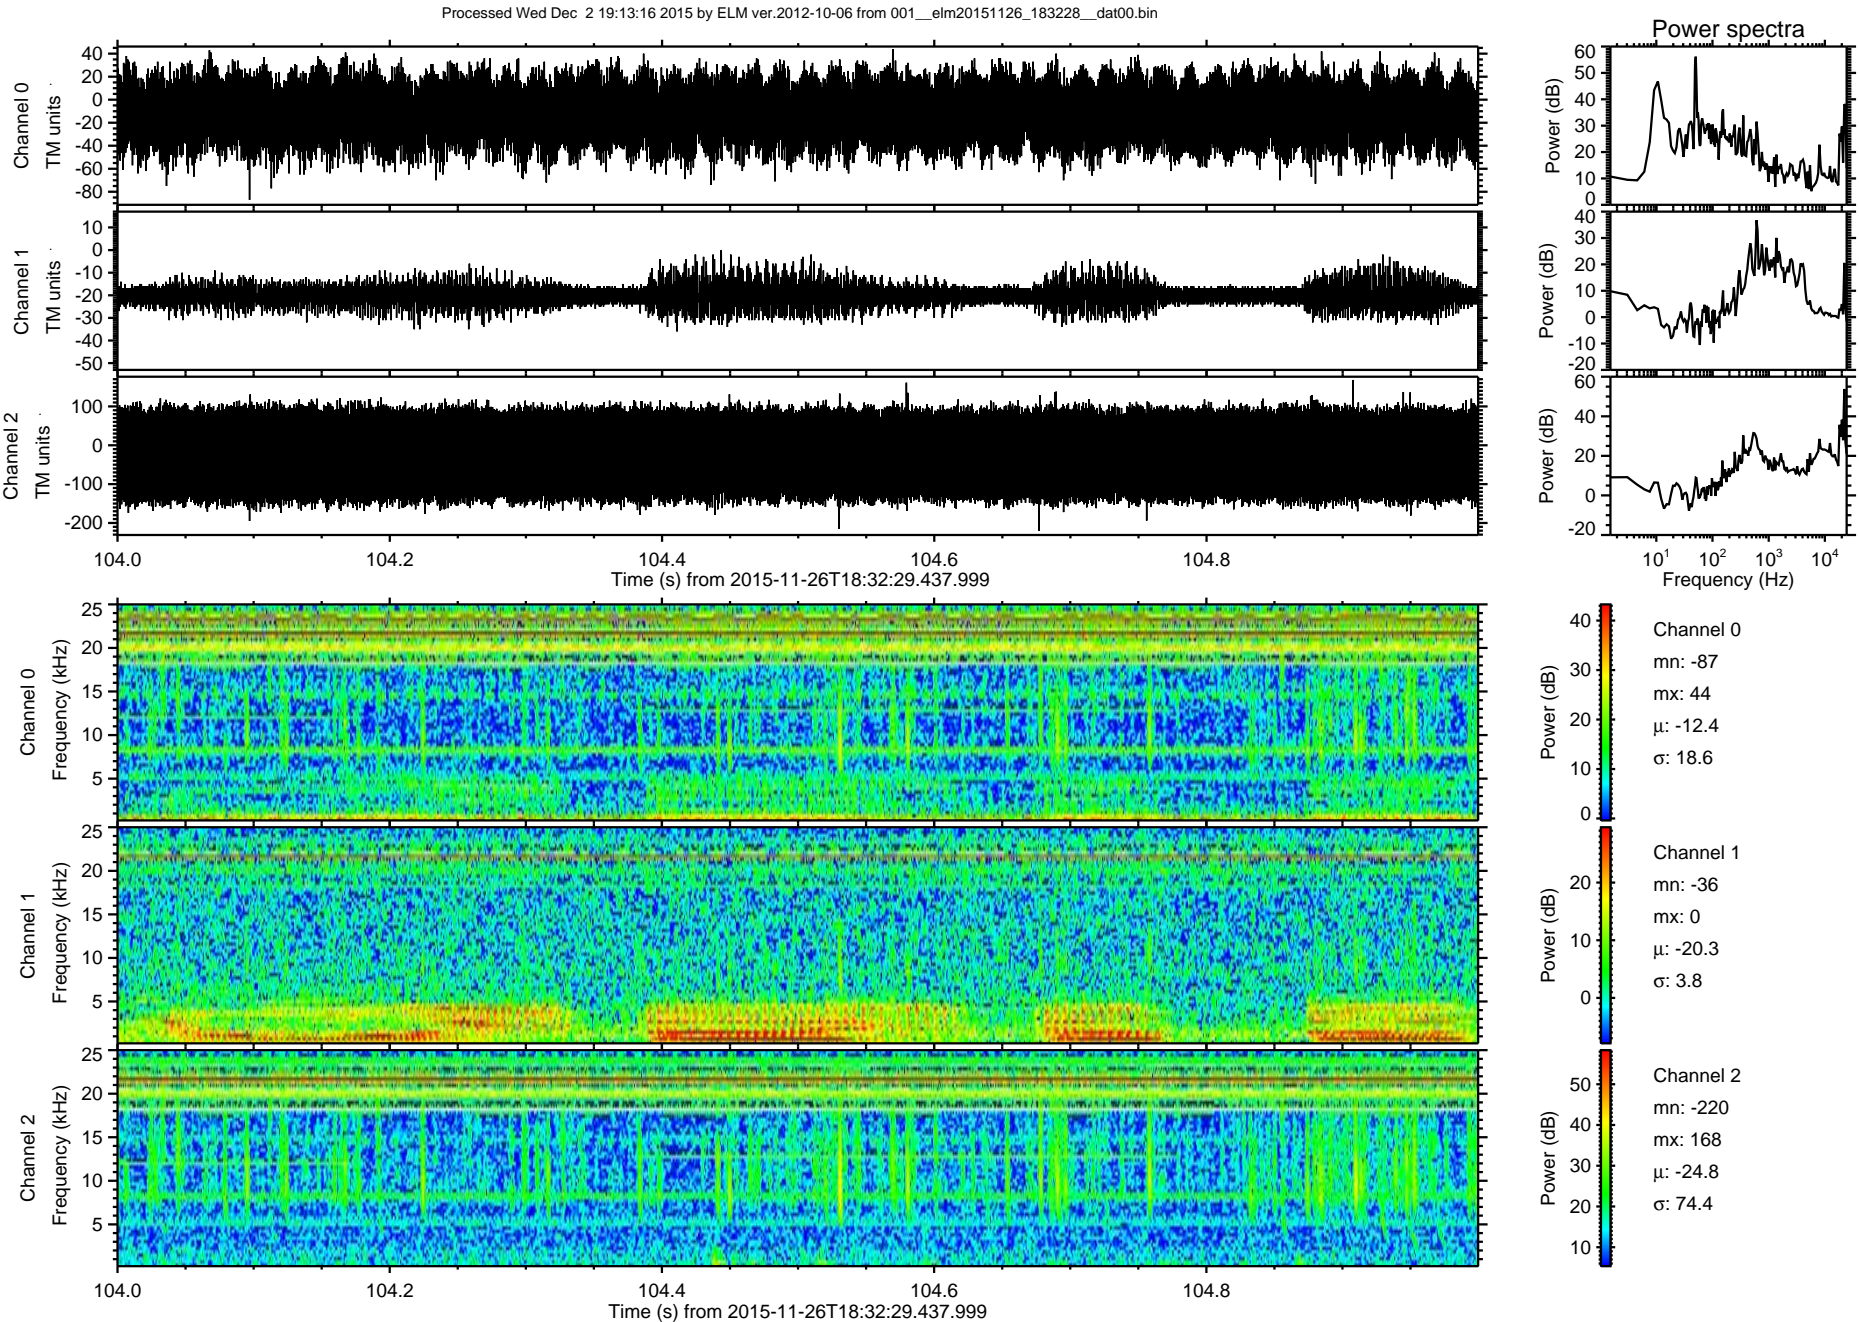 Processed Wed Dec  2 19:13:16 2015 by ELM ver.2012-10-06 from 001__elm20151126_183228__dat00.bin
Power spectra
Channel 0
TM units
40
20
0
-20
-40
-60
-80
Power (dB)
60
50
40
30
20
10
0
Channel 1
TM units
10
0
-10
-20
-30
-40
-50
Power (dB)
40
30
20
10
0
-10
-20
Channel 2
TM units
100
0
-100
-200
Power (dB)
60
40
20
0
-20
104.0 104.2 104.4 104.6 104.8
Time (s) from 2015-11-26T18:32:29.437.999
10^1 10^2 10^3 10^4
Frequency (Hz)
Channel 0
Frequency (kHz)
25
20
15
10
5
Power (dB)
40
30
20
10
0
Channel 0
mn: -87
mx: 44
μ: -12.4
σ: 18.6
Channel 1
Frequency (kHz)
25
20
15
10
5
Power (dB)
20
10
0
Channel 1
mn: -36
mx: 0
μ: -20.3
σ: 3.8
Channel 2
Frequency (kHz)
25
20
15
10
5
Power (dB)
50
40
30
20
10
Channel 2
mn: -220
mx: 168
μ: -24.8
σ: 74.4
104.0 104.2 104.4 104.6 104.8
Time (s) from 2015-11-26T18:32:29.437.999